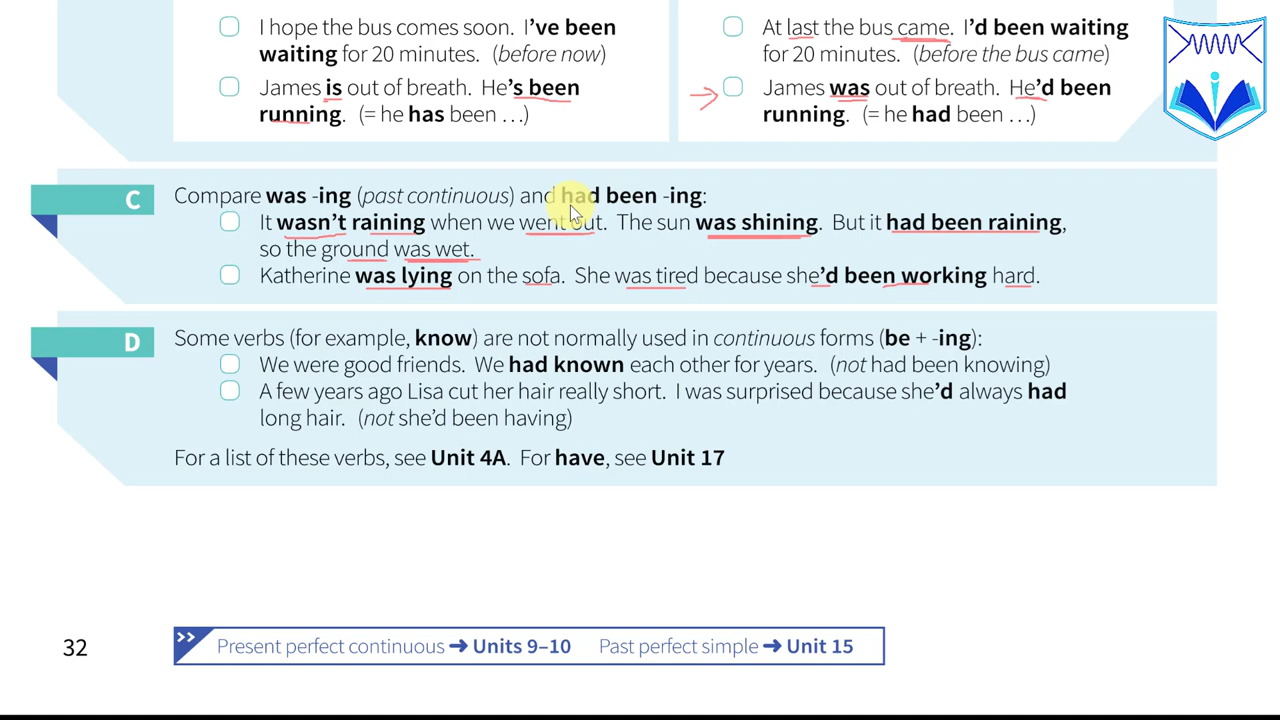 I hope the bus comes soon. I've been
waiting for 20 minutes. (before now)
James is out of breath. He's been
running. (= he has been …)
At last the bus came. I'd been waiting
for 20 minutes. (before the bus came)
James was out of breath. He'd been
running. (= he had been …)
C
Compare was -ing (past continuous) and had been -ing:
It wasn't raining when we went out. The sun was shining. But it had been raining,
so the ground was wet.
Katherine was lying on the sofa. She was tired because she'd been working hard.
D
Some verbs (for example, know) are not normally used in continuous forms (be + -ing):
We were good friends. We had known each other for years. (not had been knowing)
A few years ago Lisa cut her hair really short. I was surprised because she'd always had
long hair. (not she'd been having)
For a list of these verbs, see Unit 4A. For have, see Unit 17
32
>> Present perfect continuous ➜ Units 9–10 Past perfect simple ➜ Unit 15